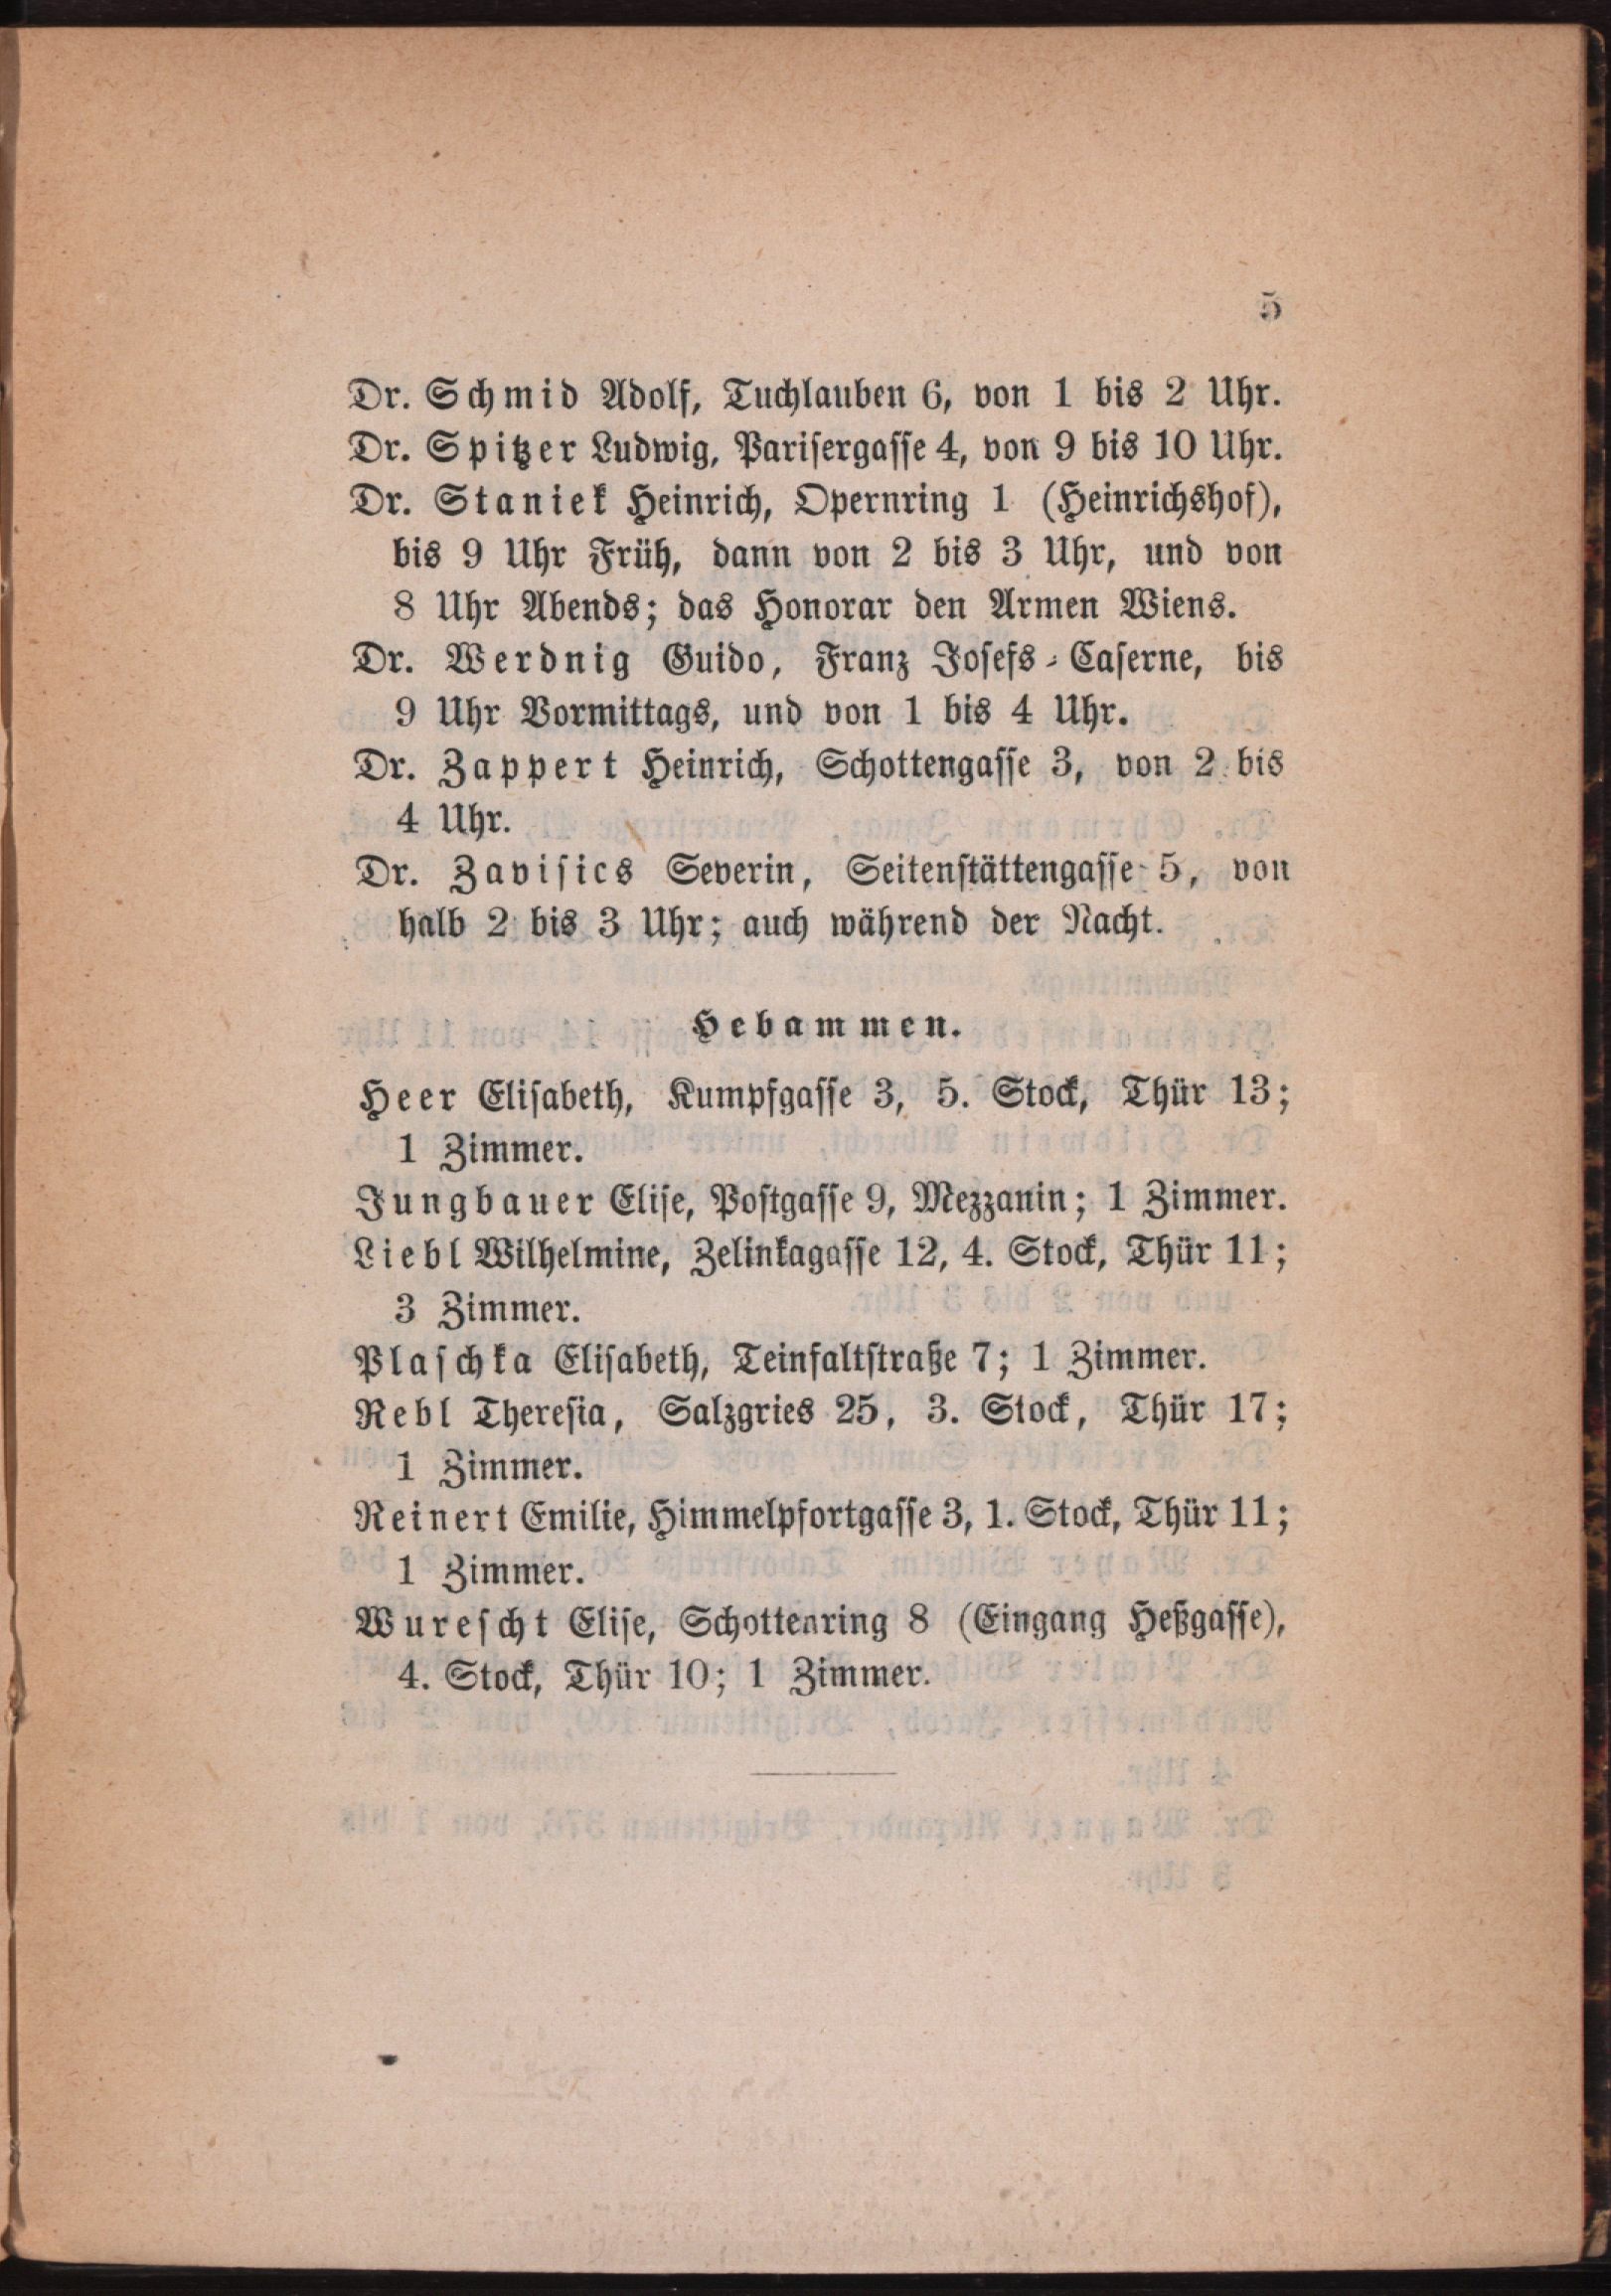 5
Dr. Schmid Adolf, Tuchlauben 6, von 1 bis 2 Uhr.
Dr. Spitzer Ludwig, Parisergasse 4, von 9 bis 10 Uhr.
Dr. Staniek Heinrich, Opernring 1 (Heinrichshof),
bis 9 Uhr Früh, dann von 2 bis 3 Uhr, und von
8 Uhr Abends; das Honorar den Armen Wiens.
Dr. Werdnig Guido, Franz Josefs-Caserne, bis
9 Uhr Vormittags, und von 1 bis 4 Uhr.
Dr. Zappert Heinrich, Schottengasse 3, von 2 bis
4 Uhr.
Dr. Zavisics Severin, Seitenstättengasse 5, von
halb 2 bis 3 Uhr; auch während der Nacht.
Hebammen.
Heer Elisabeth, Kumpfgasse 3, 5. Stock, Thür 13;
1 Zimmer.
Jungbauer Elise, Postgasse 9, Mezzanin; 1 Zimmer.
Liebl Wilhelmine, Zelinkagasse 12, 4. Stock, Thür 11;
3 Zimmer.
Plaschka Elisabeth, Teinfaltstraße 7; 1 Zimmer.
Rebl Theresia, Salzgries 25, 3. Stock, Thür 17;
1 Zimmer.
Reinert Emilie, Himmelpfortgasse 3, 1. Stock, Thür 11;
1 Zimmer.
Wurescht Elise, Schottenring 8 (Eingang Heßgasse),
4. Stock, Thür 10; 1 Zimmer.